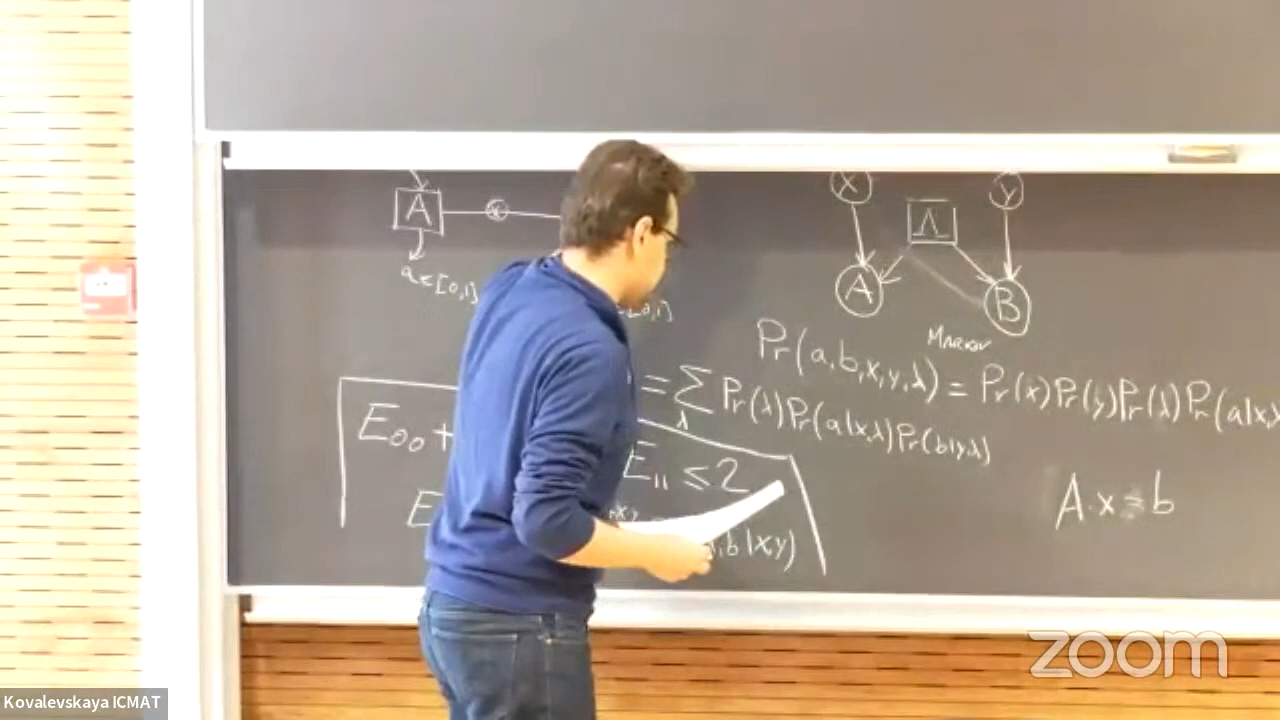 A
a∈[0,1]
x
y
Λ
A
B
Markov
Pr(a,b,x,y,λ) = Pr(x)Pr(y)Pr(λ)Pr(a|x,λ)
= Σ Pr(λ)Pr(a|x,λ)Pr(b|y,λ)
λ
E₀₀ +
E₁₁ ≤ 2
E
,b|x,y)
A·x ≤ b
zoom
Kovalevskaya ICMAT